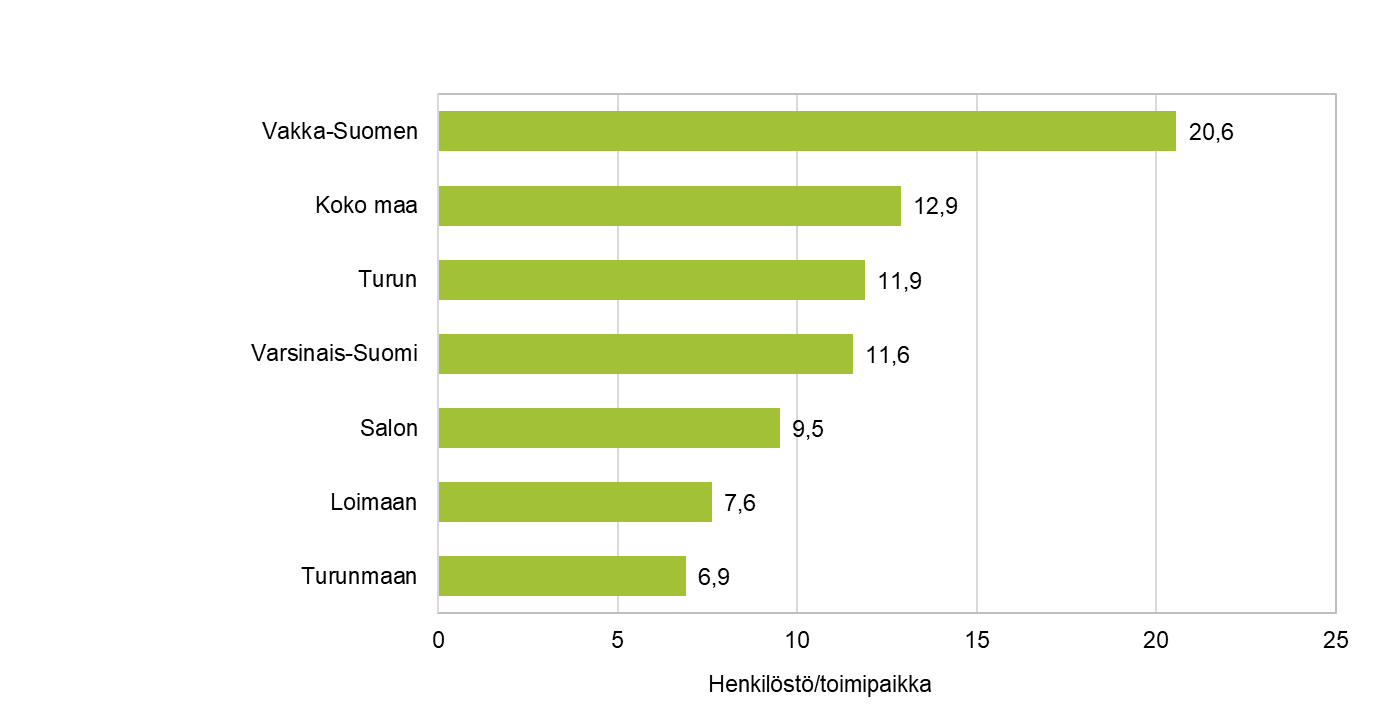 Vakka-Suomen 20,6
Koko maa 12,9
Turun 11,9
Varsinais-Suomi 11,6
Salon 9,5
Loimaan 7,6
Turunmaan 6,9
0 5 10 15 20 25
Henkilöstö/toimipaikka